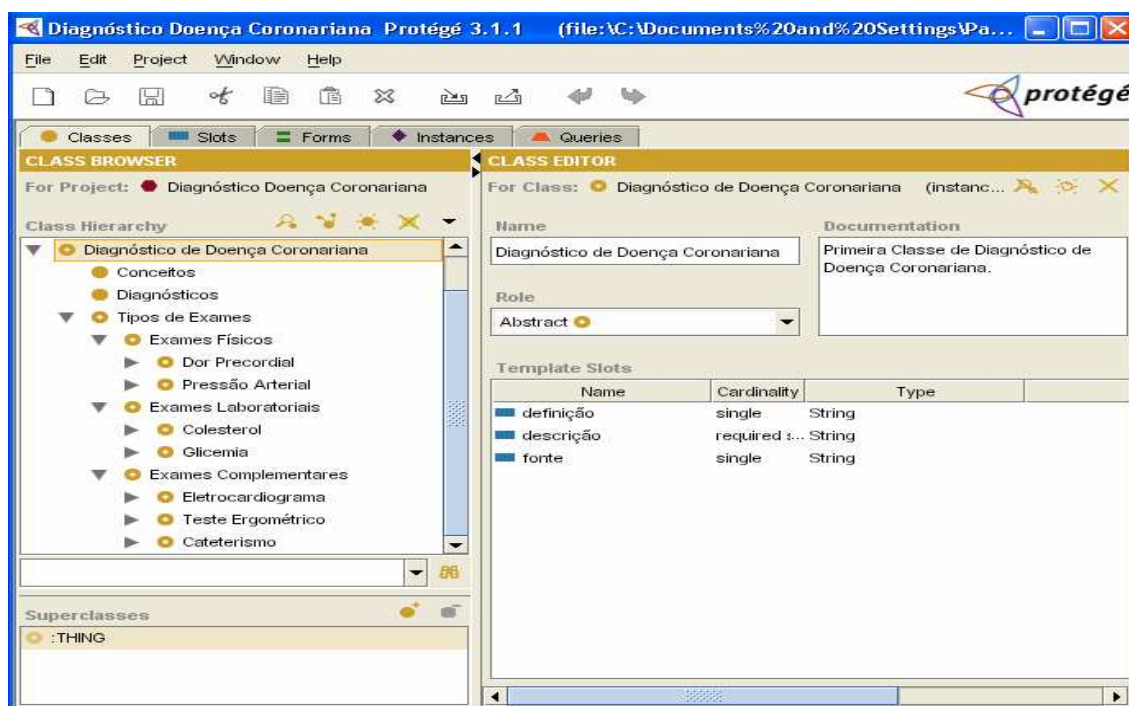 Diagnóstico Doença Coronariana Protégé 3.1.1 (file:\C:\Documents%20and%20Settings\Pa...
File Edit Project Window Help
protégé
Classes Slots Forms Instances Queries
CLASS BROWSER
For Project: Diagnóstico Doença Coronariana
Class Hierarchy
Diagnóstico de Doença Coronariana
Conceitos
Diagnósticos
Tipos de Exames
Exames Físicos
Dor Precordial
Pressão Arterial
Exames Laboratoriais
Colesterol
Glicemia
Exames Complementares
Eletrocardiograma
Teste Ergométrico
Cateterismo
Superclasses
:THING
CLASS EDITOR
For Class: Diagnóstico de Doença Coronariana (instanc...
Name
Diagnóstico de Doença Coronariana
Documentation
Primeira Classe de Diagnóstico de
Doença Coronariana.
Role
Abstract
Template Slots
Name Cardinality Type
definição single String
descrição required s... String
fonte single String